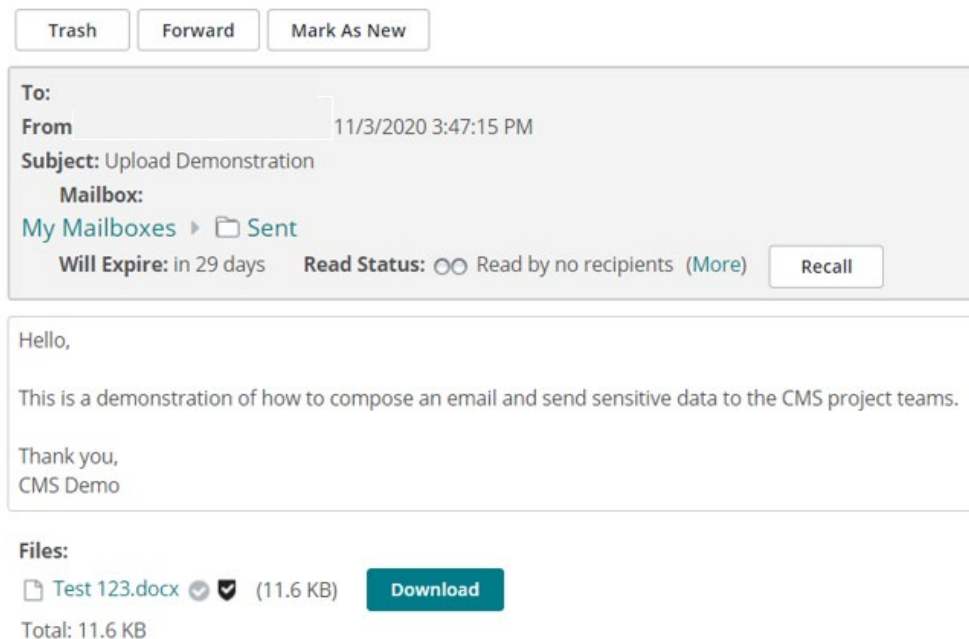 Trash Forward Mark As New
To:
From 11/3/2020 3:47:15 PM
Subject: Upload Demonstration
Mailbox:
My Mailboxes Sent
Will Expire: in 29 days Read Status: Read by no recipients (More) Recall
Hello,
This is a demonstration of how to compose an email and send sensitive data to the CMS project teams.
Thank you,
CMS Demo
Files:
Test 123.docx (11.6 KB) Download
Total: 11.6 KB